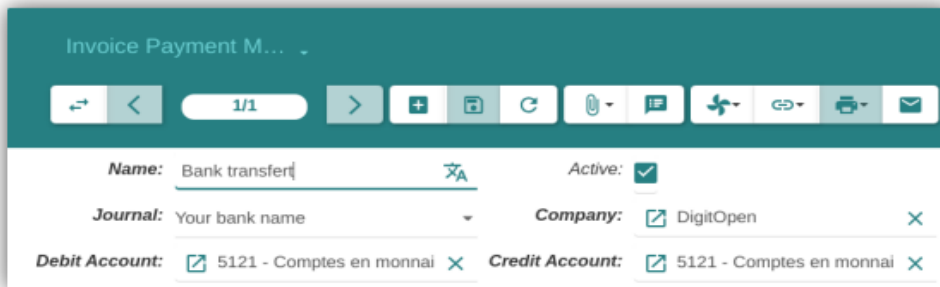 Invoice Payment M...
1/1
Name: Bank transfert Active:
Journal: Your bank name Company: DigitOpen
Debit Account: 5121 - Comptes en monnai Credit Account: 5121 - Comptes en monnai